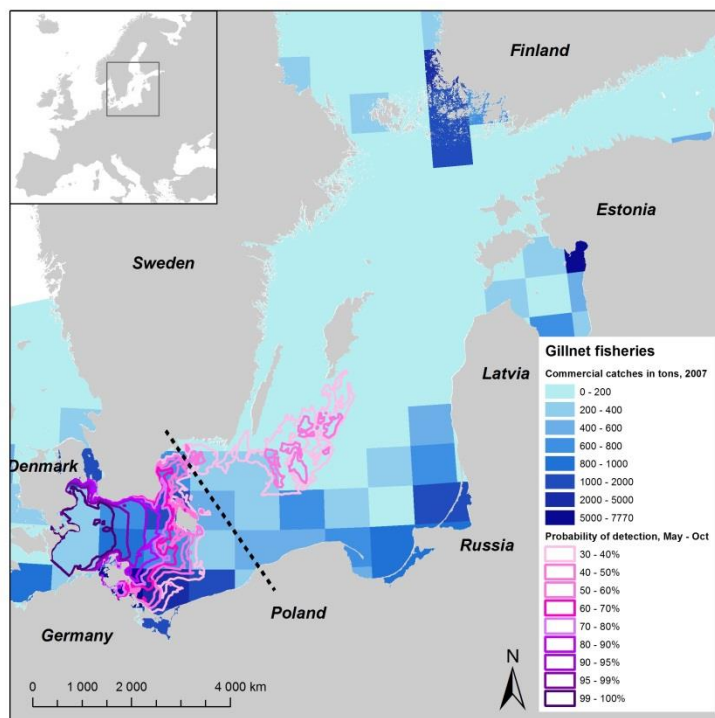 Finland
Estonia
Sweden
Gillnet fisheries
Commercial catches in tons, 2007
0 - 200
200 - 400
400 - 600
600 - 800
800 - 1000
1000 - 2000
2000 - 5000
5000 - 7770
Probability of detection, May - Oct
30 - 40%
40 - 50%
50 - 60%
60 - 70%
70 - 80%
80 - 90%
90 - 95%
95 - 99%
99 - 100%
Latvia
Denmark
Russia
Poland
Germany
N
0 1 000 2 000 4 000 km